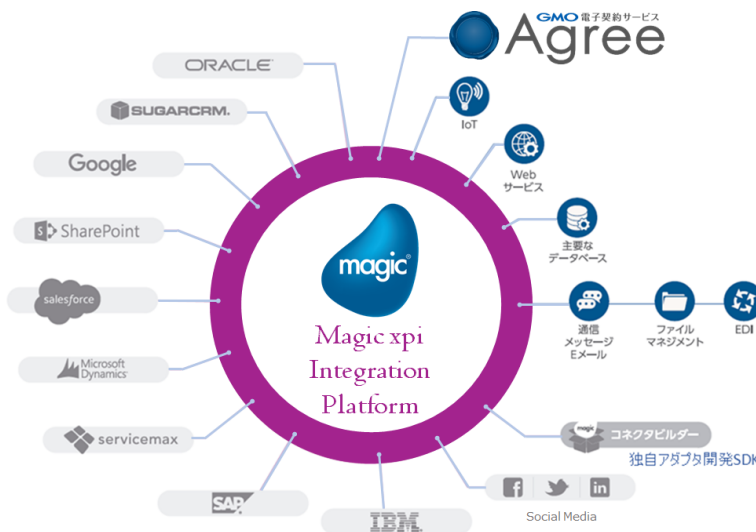 GMO 電子契約サービス
Agree
ORACLE
IoT
SUGARCRM.
Web
サービス
Google
主要な
データベース
SharePoint
magic
salesforce
通信
メッセージ
Eメール
ファイル
マネジメント
EDI
Magic xpi
Integration
Platform
Microsoft
Dynamics
servicemax
magic コネクタビルダー
独自アダプタ開発SDK
SAP
IBM
Social Media